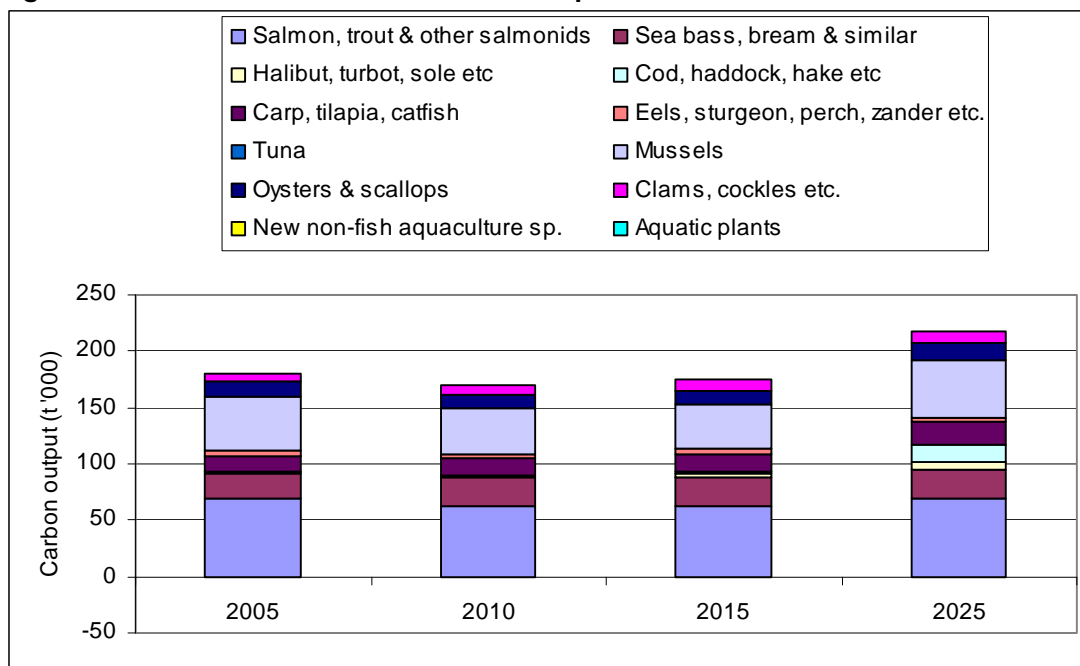 Salmon, trout & other salmonids
Sea bass, bream & similar
Halibut, turbot, sole etc
Cod, haddock, hake etc
Carp, tilapia, catfish
Eels, sturgeon, perch, zander etc.
Tuna
Mussels
Oysters & scallops
Clams, cockles etc.
New non-fish aquaculture sp.
Aquatic plants
Carbon output (t '000)
250
200
150
100
50
0
-50
2005
2010
2015
2025